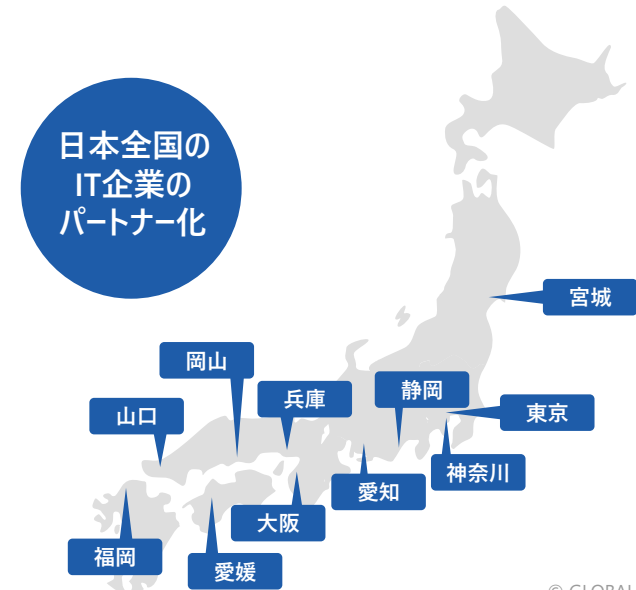 日本全国の
IT企業の
パートナー化
宮城
岡山
静岡
兵庫
東京
山口
神奈川
愛知
大阪
福岡
愛媛
© GLOBAL